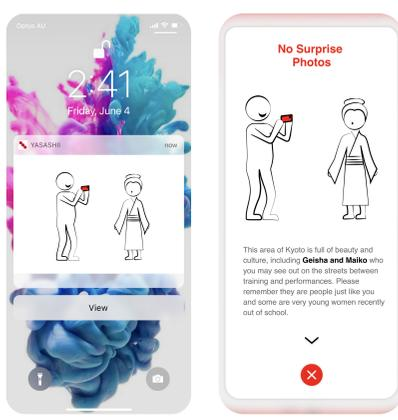 Optus AU
2:41
Friday, June 4
YASASHII
now
View
No Surprise
Photos
This area of Kyoto is full of beauty and
culture, including Geisha and Maiko who
you may see out on the streets between
training and performances. Please
remember they are people just like you
and some are very young women recently
out of school.